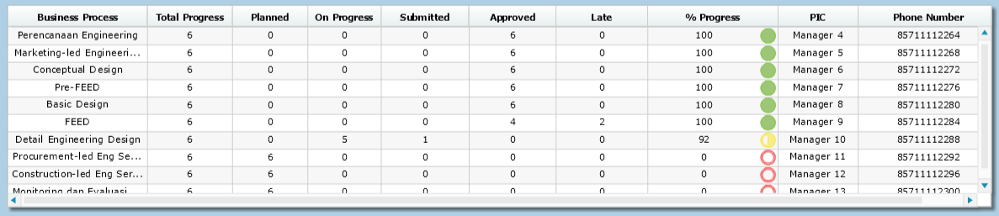 Business Process Total Progress Planned On Progress Submitted Approved Late % Progress PIC Phone Number
Perencanaan Engineering 6 0 0 0 6 0 100 Manager 4 85711112264
Marketing-led Engineeri... 6 0 0 0 6 0 100 Manager 5 85711112268
Conceptual Design 6 0 0 0 6 0 100 Manager 6 85711112272
Pre-FEED 6 0 0 0 6 0 100 Manager 7 85711112276
Basic Design 6 0 0 0 6 0 100 Manager 8 85711112280
FEED 6 0 0 0 4 2 100 Manager 9 85711112284
Detail Engineering Design 6 0 5 1 0 0 92 Manager 10 85711112288
Procurement-led Eng Se... 6 6 0 0 0 0 0 Manager 11 85711112292
Construction-led Eng Ser... 6 6 0 0 0 0 0 Manager 12 85711112296
Monitoring dan Evaluasi 6 6 0 0 0 0 0 Manager 13 85711112300